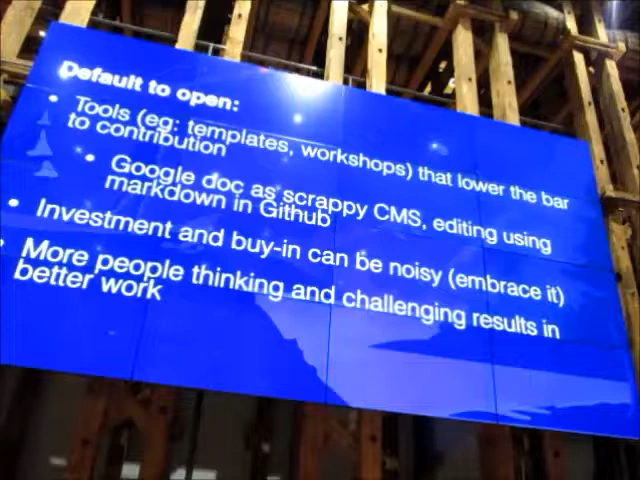 Default to open:
• Tools (eg: templates, workshops) that lower the bar
to contribution
• Google doc as scrappy CMS, editing using
markdown in Github
• Investment and buy-in can be noisy (embrace it)
• More people thinking and challenging results in
better work